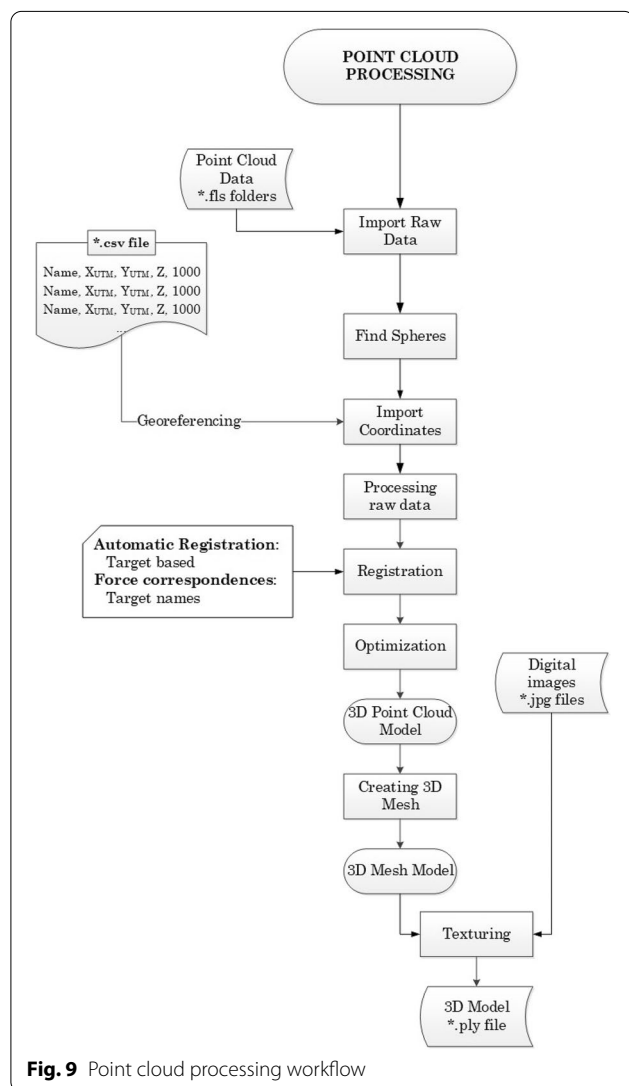 POINT CLOUD
PROCESSING
Point Cloud
Data
*.fls folders
Import Raw
Data
*.csv file
Name, XUTM, YUTM, Z, 1000
Name, XUTM, YUTM, Z, 1000
Name, XUTM, YUTM, Z, 1000
...
Find Spheres
Georeferencing
Import
Coordinates
Processing
raw data
Automatic Registration:
Target based
Force correspondences:
Target names
Registration
Optimization
Digital
images
*.jpg files
3D Point Cloud
Model
Creating 3D
Mesh
3D Mesh Model
Texturing
3D Model
*.ply file
Fig. 9 Point cloud processing workflow